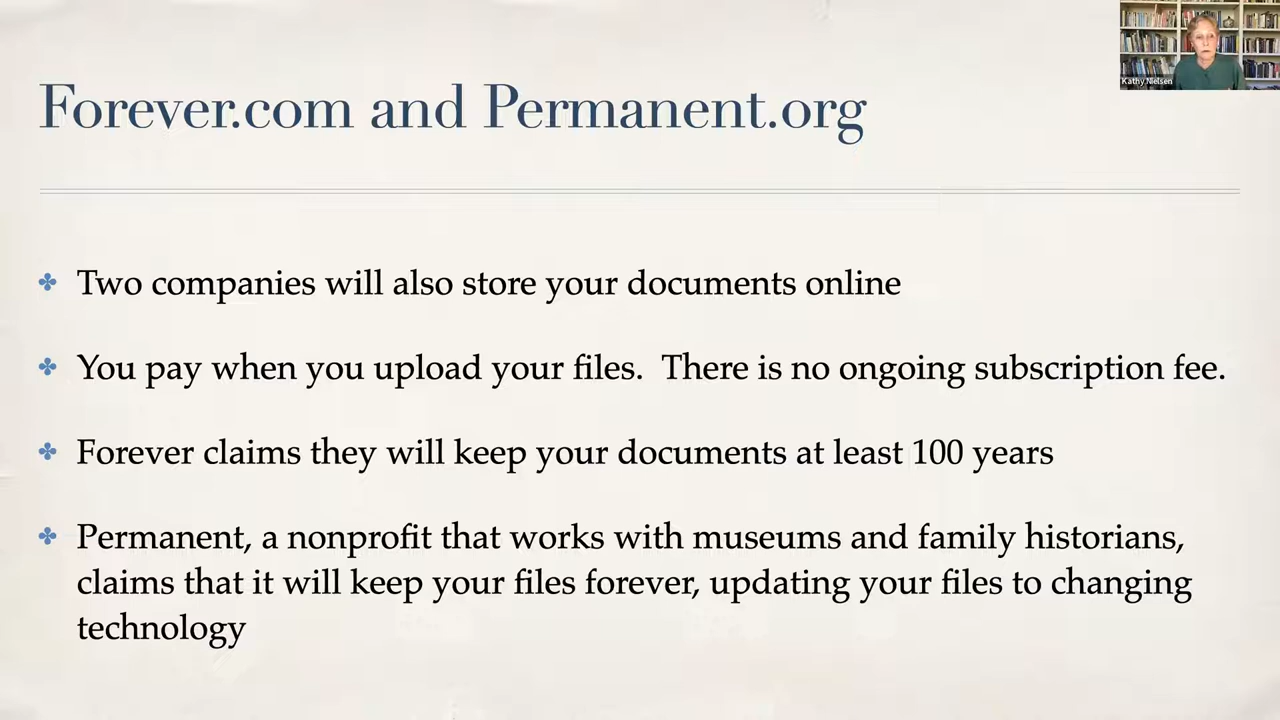 Kathy Nielsen
Forever.com and Permanent.org
Two companies will also store your documents online
You pay when you upload your files.  There is no ongoing subscription fee.
Forever claims they will keep your documents at least 100 years
Permanent, a nonprofit that works with museums and family historians,
claims that it will keep your files forever, updating your files to changing
technology